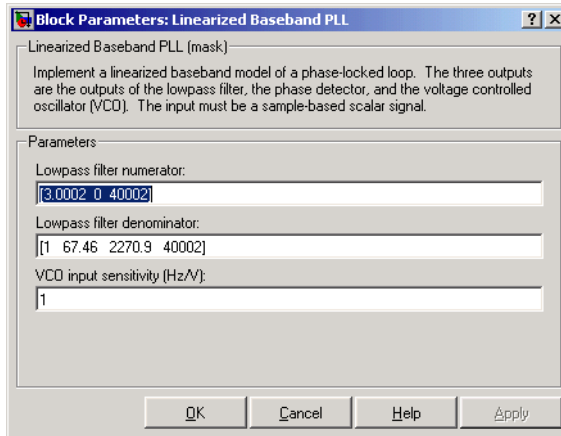 Block Parameters: Linearized Baseband PLL
Linearized Baseband PLL (mask)
Implement a linearized baseband model of a phase-locked loop. The three outputs
are the outputs of the lowpass filter, the phase detector, and the voltage controlled
oscillator (VCO). The input must be a sample-based scalar signal.
Parameters
Lowpass filter numerator:
[3.0002 0 40002]
Lowpass filter denominator:
[1 67.46 2270.9 40002]
VCO input sensitivity (Hz/V):
1
OK Cancel Help Apply